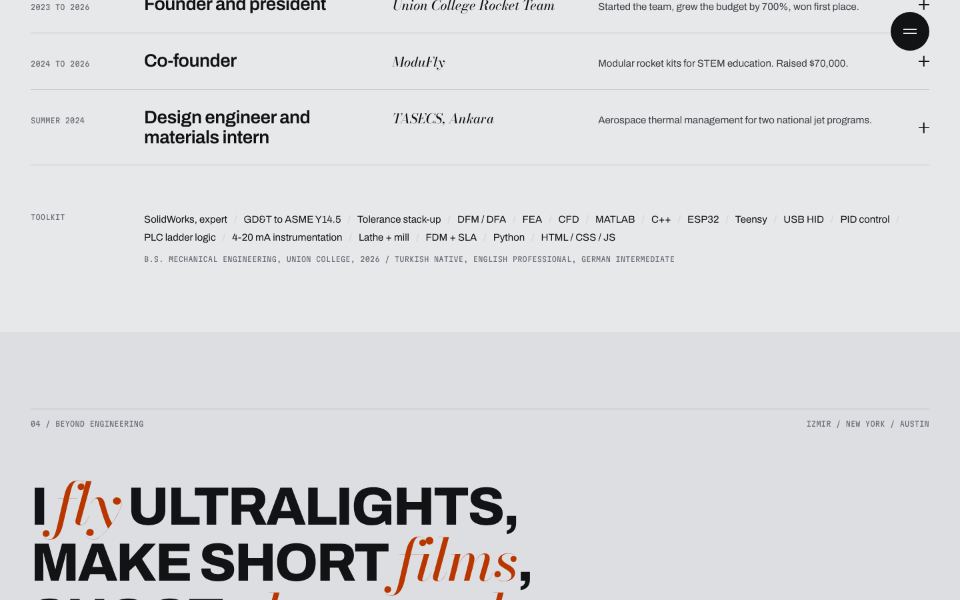 2023 TO 2026 Founder and president Union College Rocket Team Started the team, grew the budget by 700%, won first place.
2024 TO 2026 Co-founder ModuFly Modular rocket kits for STEM education. Raised $70,000.
SUMMER 2024 Design engineer and TASECS, Ankara Aerospace thermal management for two national jet programs.
materials intern
TOOLKIT SolidWorks, expert / GD&T to ASME Y14.5 / Tolerance stack-up / DFM / DFA / FEA / CFD / MATLAB / C++ / ESP32 / Teensy / USB HID / PID control /
PLC ladder logic / 4-20 mA instrumentation / Lathe + mill / FDM + SLA / Python / HTML / CSS / JS
B.S. MECHANICAL ENGINEERING, UNION COLLEGE, 2026 / TURKISH NATIVE, ENGLISH PROFESSIONAL, GERMAN INTERMEDIATE
04 / BEYOND ENGINEERING IZMIR / NEW YORK / AUSTIN
I fly ULTRALIGHTS,
MAKE SHORT films,